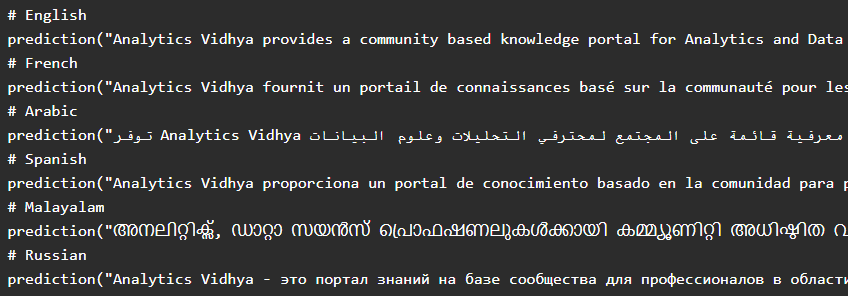 # English
prediction("Analytics Vidhya provides a community based knowledge portal for Analytics and Data
# French
prediction("Analytics Vidhya fournit un portail de connaissances basé sur la communauté pour les
# Arabic
prediction("توفر Analytics Vidhya معرفية قائمة على المجتمع لمحترفي التحليلات وعلوم البيانات
# Spanish
prediction("Analytics Vidhya proporciona un portal de conocimiento basado en la comunidad para p
# Malayalam
prediction("അനലിറ്റിക്സ്, ഡാറ്റാ സയൻസ് പ്രൊഫഷണലുകൾക്കായി കമ്മ്യൂണിറ്റി അധിഷ്ഠിത വ
# Russian
prediction("Analytics Vidhya - это портал знаний на базе сообщества для профессионалов в област